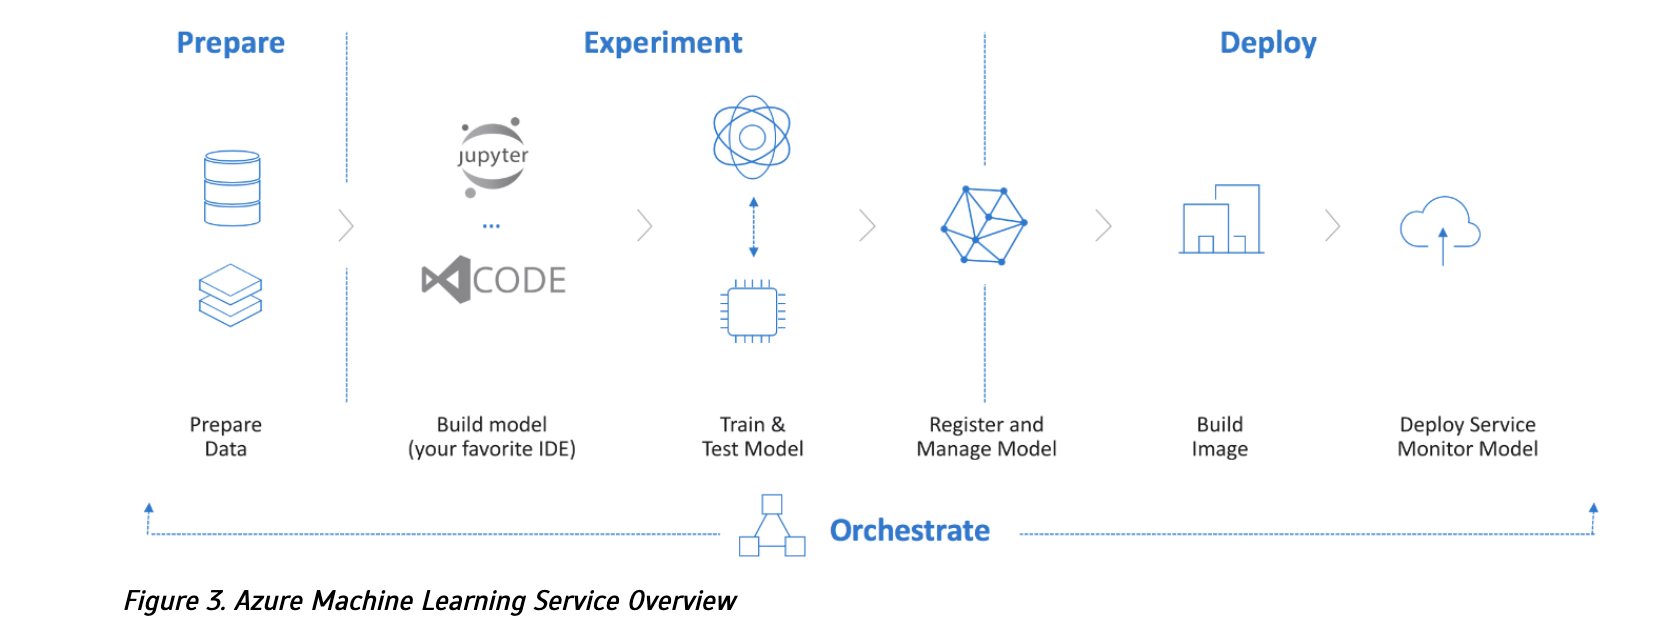 Prepare
Experiment
Deploy
jupyter
...
CODE
Prepare
Data
Build model
(your favorite IDE)
Train &
Test Model
Register and
Manage Model
Build
Image
Deploy Service
Monitor Model
Orchestrate
Figure 3. Azure Machine Learning Service Overview